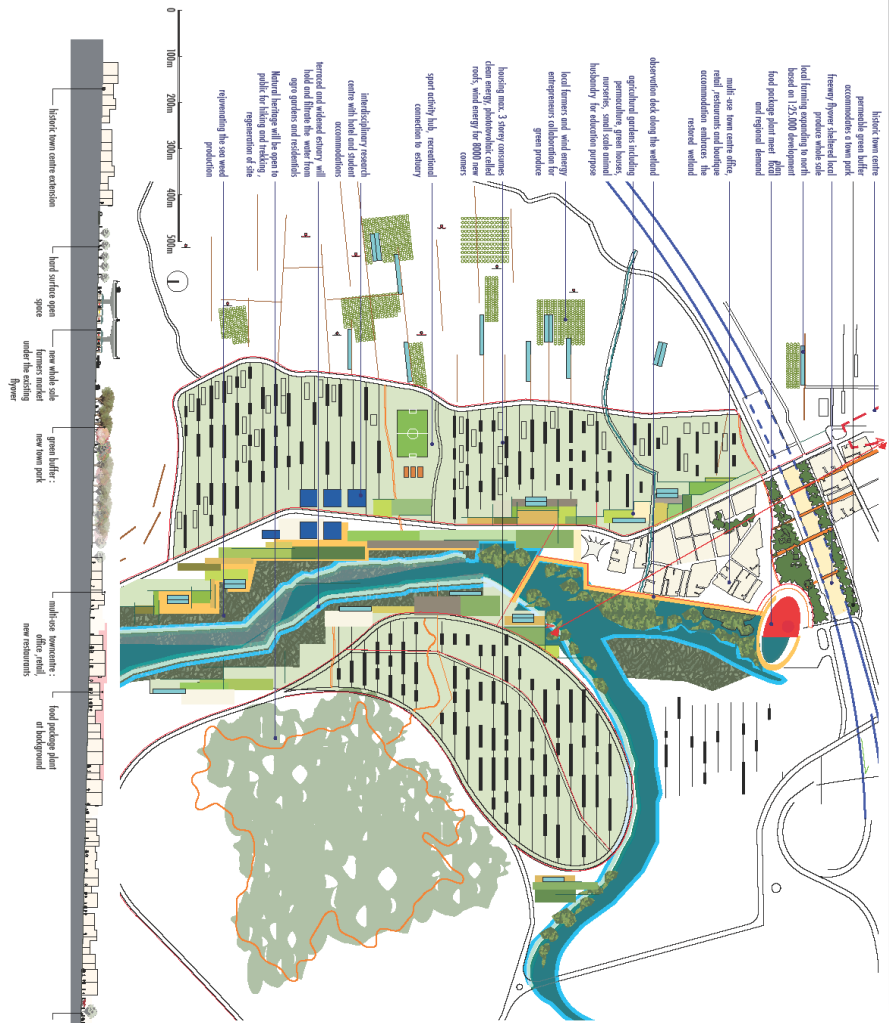 historic town centre
permeable green buffer
accommodates a town park
freeway flyover sheltered local
produce whole sale
local farming expanding to north
based on 1:25,000 development
plan
food package plant meet local
and regional demand
multi-use town centre office,
retail ,restaurants and boutique
accommodation embraces the
restored wetland
observation deck along the wetland
agricultural gardens including
permaculture, green houses,
nurseries, small scale animal
husbandry for education purpose
local farmers and wind energy
entrepreneurs collaboration for
green produce
housing max. 3 storey consumes
clean energy, photovoltaic celled
roofs, wind energy for 8000 new
comers
sport activity hub, recreational
connection to estuary
interdisciplinary research
centre with hotel and student
accommodations
terraced and widened estuary will
hold and filtrate the water from
agro gardens and residentials
Natural heritage will be open to
public for hiking and trekking
regeneration of site
rejuvenating the sea weed
production
0 100m 200m 300m 400m 500m
historic town centre extension
hard surface open
space
new whole sale
farmers market
under the existing
flyover
green buffer :
new town park
multi-use towncentre :
office ,retail,
new restaurants
food package plant
at background